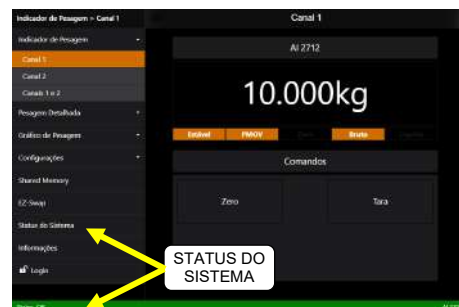 Indicador de Pesagem > Canal 1
Canal 1
Indicador de Pesagem
Canal 1
Canal 2
Canais 1 e 2
Pesagem Detalhada
Gráfico de Pesagem
Configurações
Shared Memory
EZ-Swap
Status do Sistema
Informações
Login
AI 2712
10.000kg
Estável PMOV Bruto
Comandos
Zero Tara
STATUS DO
SISTEMA